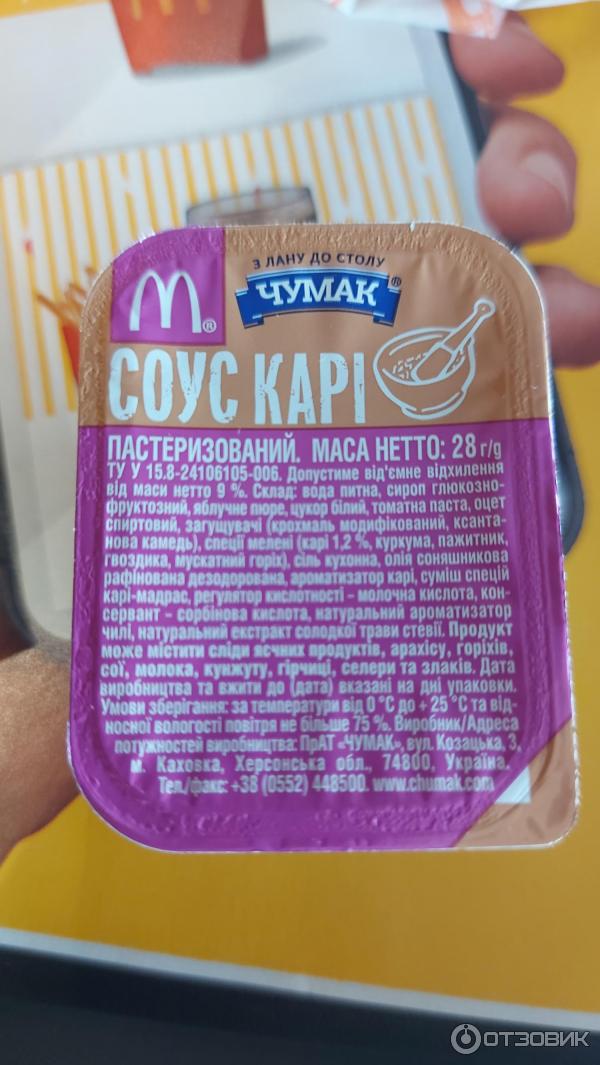 З ЛАНУ ДО СТОЛУ
ЧУМАК®
M®
СОУС КАРІ
ПАСТЕРИЗОВАНИЙ. МАСА НЕТТО: 28 г/g
ТУ У 15.8-24106105-006. Допустиме від'ємне відхилення
від маси нетто 9 %. Склад: вода питна, сироп глюкозно-
фруктозний, яблучне пюре, цукор білий, томатна паста, оцет
спиртовий, загущувачі (крохмаль модифікований, ксанта-
нова камедь), спеції мелені (карі 1,2 %, куркума, пажитник,
гвоздика, мускатний горіх), сіль кухонна, олія соняшникова
рафінована дезодорована, ароматизатор карі, суміш спецій
карі-мадрас, регулятор кислотності – молочна кислота, кон-
сервант – сорбінова кислота, натуральний ароматизатор
чилі, натуральний екстракт солодкої трави стевії. Продукт
може містити сліди яєчних продуктів, арахісу, горіхів,
сої, молока, кунжуту, гірчиці, селери та злаків. Дата
виробництва та вжити до (дата) вказані на дні упаковки.
Умови зберігання: за температури від 0 °С до + 25 °С та від-
носної вологості повітря не більше 75 %. Виробник/Адреса
потужностей виробництва: ПрАТ «ЧУМАК», вул. Козацька, 3,
м. Каховка, Херсонська обл., 74800, Україна.
Тел./факс: +38 (0552) 448500. www.chumak.com
ОТЗОВИК